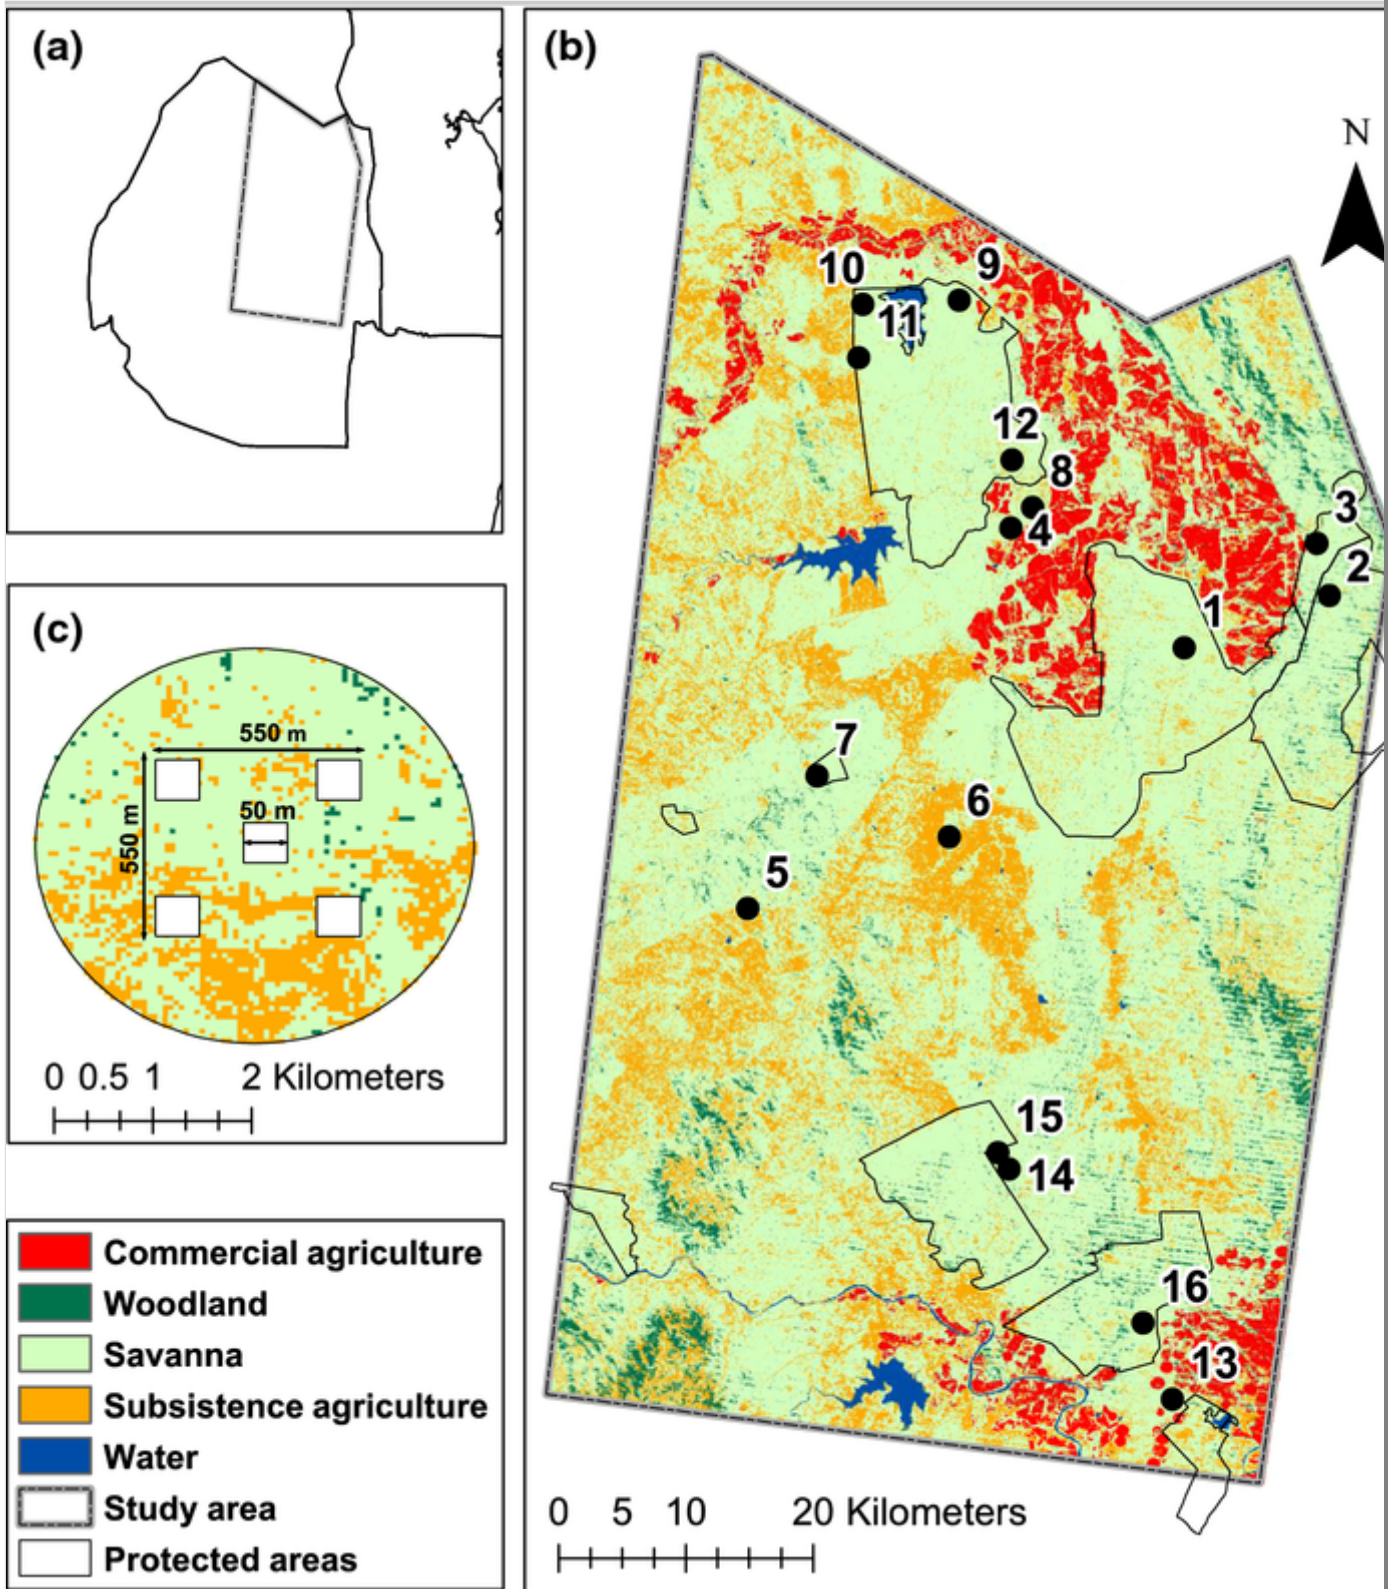 (a)
(b)
N
10
9
11
12
8
4
3
2
1
7
6
5
15
14
16
13
0 5 10 20 Kilometers
(c)
550 m
550 m
50 m
0 0.5 1 2 Kilometers
Commercial agriculture
Woodland
Savanna
Subsistence agriculture
Water
Study area
Protected areas